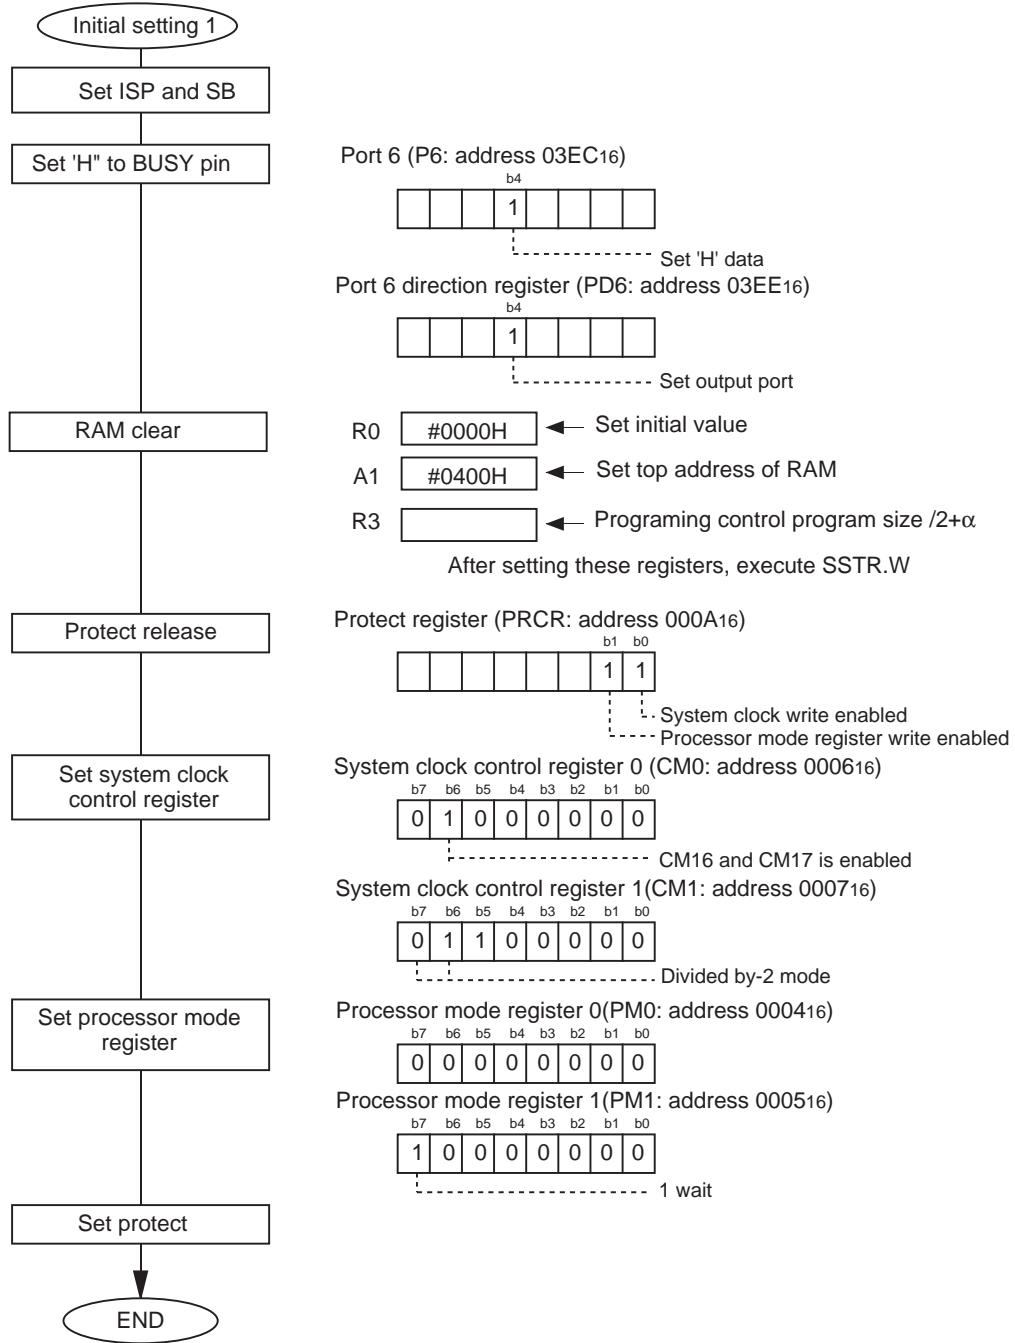 Initial setting 1
Set ISP and SB
Set 'H" to BUSY pin
Port 6 (P6: address 03EC16)
b4
1
Set 'H' data
Port 6 direction register (PD6: address 03EE16)
b4
1
Set output port
RAM clear
R0 #0000H Set initial value
A1 #0400H Set top address of RAM
R3 Programing control program size /2+α
After setting these registers, execute SSTR.W
Protect release
Protect register (PRCR: address 000A16)
b1 b0
1 1
System clock write enabled
Processor mode register write enabled
Set system clock
control register
System clock control register 0 (CM0: address 000616)
b7 b6 b5 b4 b3 b2 b1 b0
0 1 0 0 0 0 0 0
CM16 and CM17 is enabled
System clock control register 1(CM1: address 000716)
b7 b6 b5 b4 b3 b2 b1 b0
0 1 1 0 0 0 0 0
Divided by-2 mode
Set processor mode
register
Processor mode register 0(PM0: address 000416)
b7 b6 b5 b4 b3 b2 b1 b0
0 0 0 0 0 0 0 0
Processor mode register 1(PM1: address 000516)
b7 b6 b5 b4 b3 b2 b1 b0
1 0 0 0 0 0 0 0
1 wait
Set protect
END